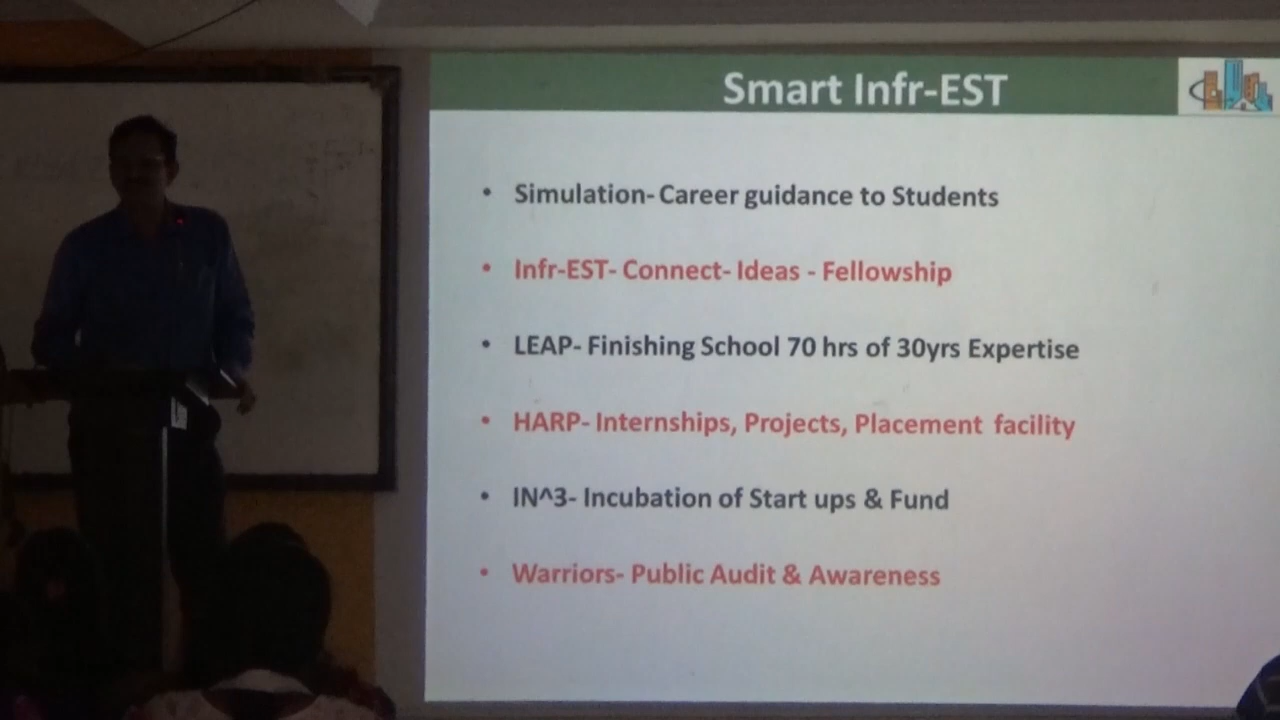 Smart Infr-EST
• Simulation- Career guidance to Students
• Infr-EST- Connect- Ideas - Fellowship
• LEAP- Finishing School 70 hrs of 30yrs Expertise
• HARP- Internships, Projects, Placement facility
• IN^3- Incubation of Start ups & Fund
• Warriors- Public Audit & Awareness